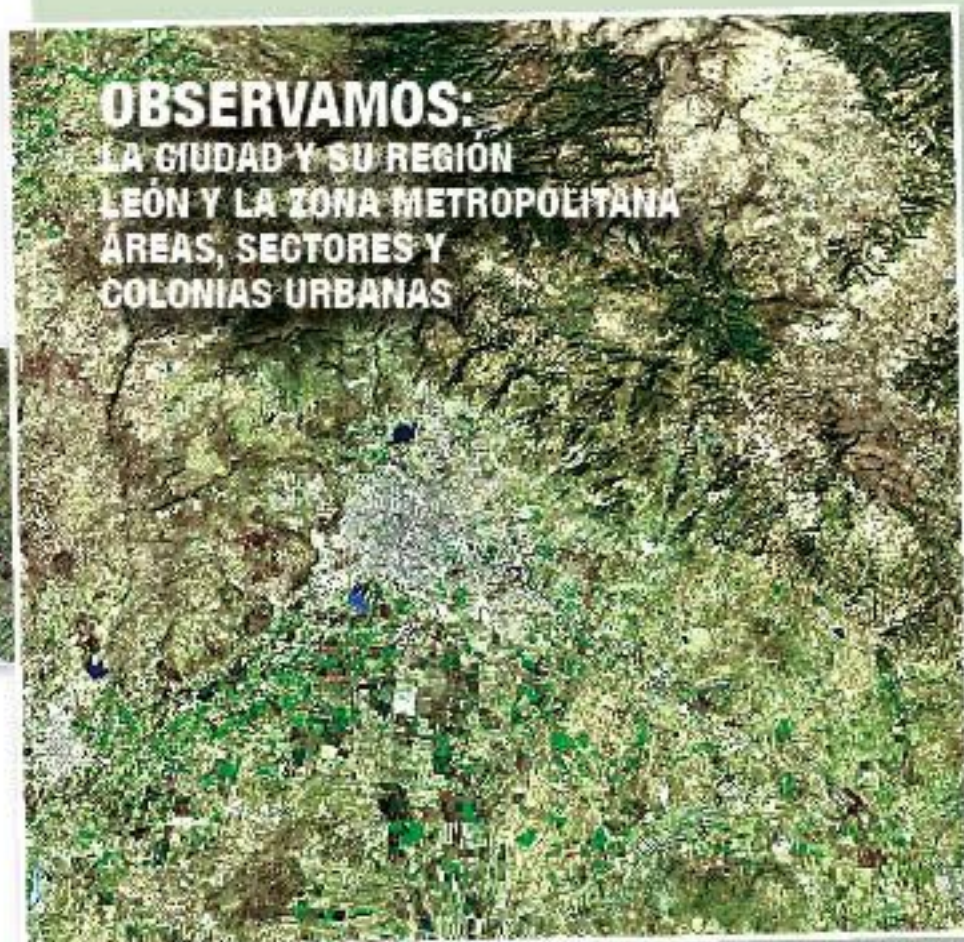 OBSERVAMOS:
LA CIUDAD Y SU REGIÓN
LEÓN Y LA ZONA METROPOLITANA
ÁREAS, SECTORES Y
COLONIAS URBANAS